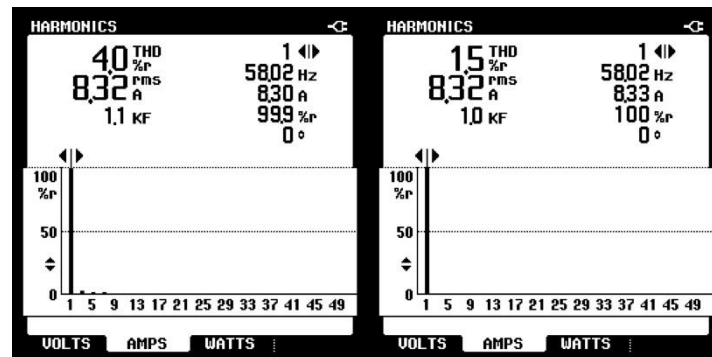 HARMONICS
4.0 THD %r
8.32 rms A
1.1 KF
1
58.02 Hz
8.30 A
99.9 %r
0 °
100
%r
50
0
1 5 9 13 17 21 25 29 33 37 41 45 49
VOLTS AMPS WATTS
HARMONICS
1.5 THD %r
8.32 rms A
1.0 KF
1
58.02 Hz
8.33 A
100 %r
0 °
100
%r
50
0
1 5 9 13 17 21 25 29 33 37 41 45 49
VOLTS AMPS WATTS